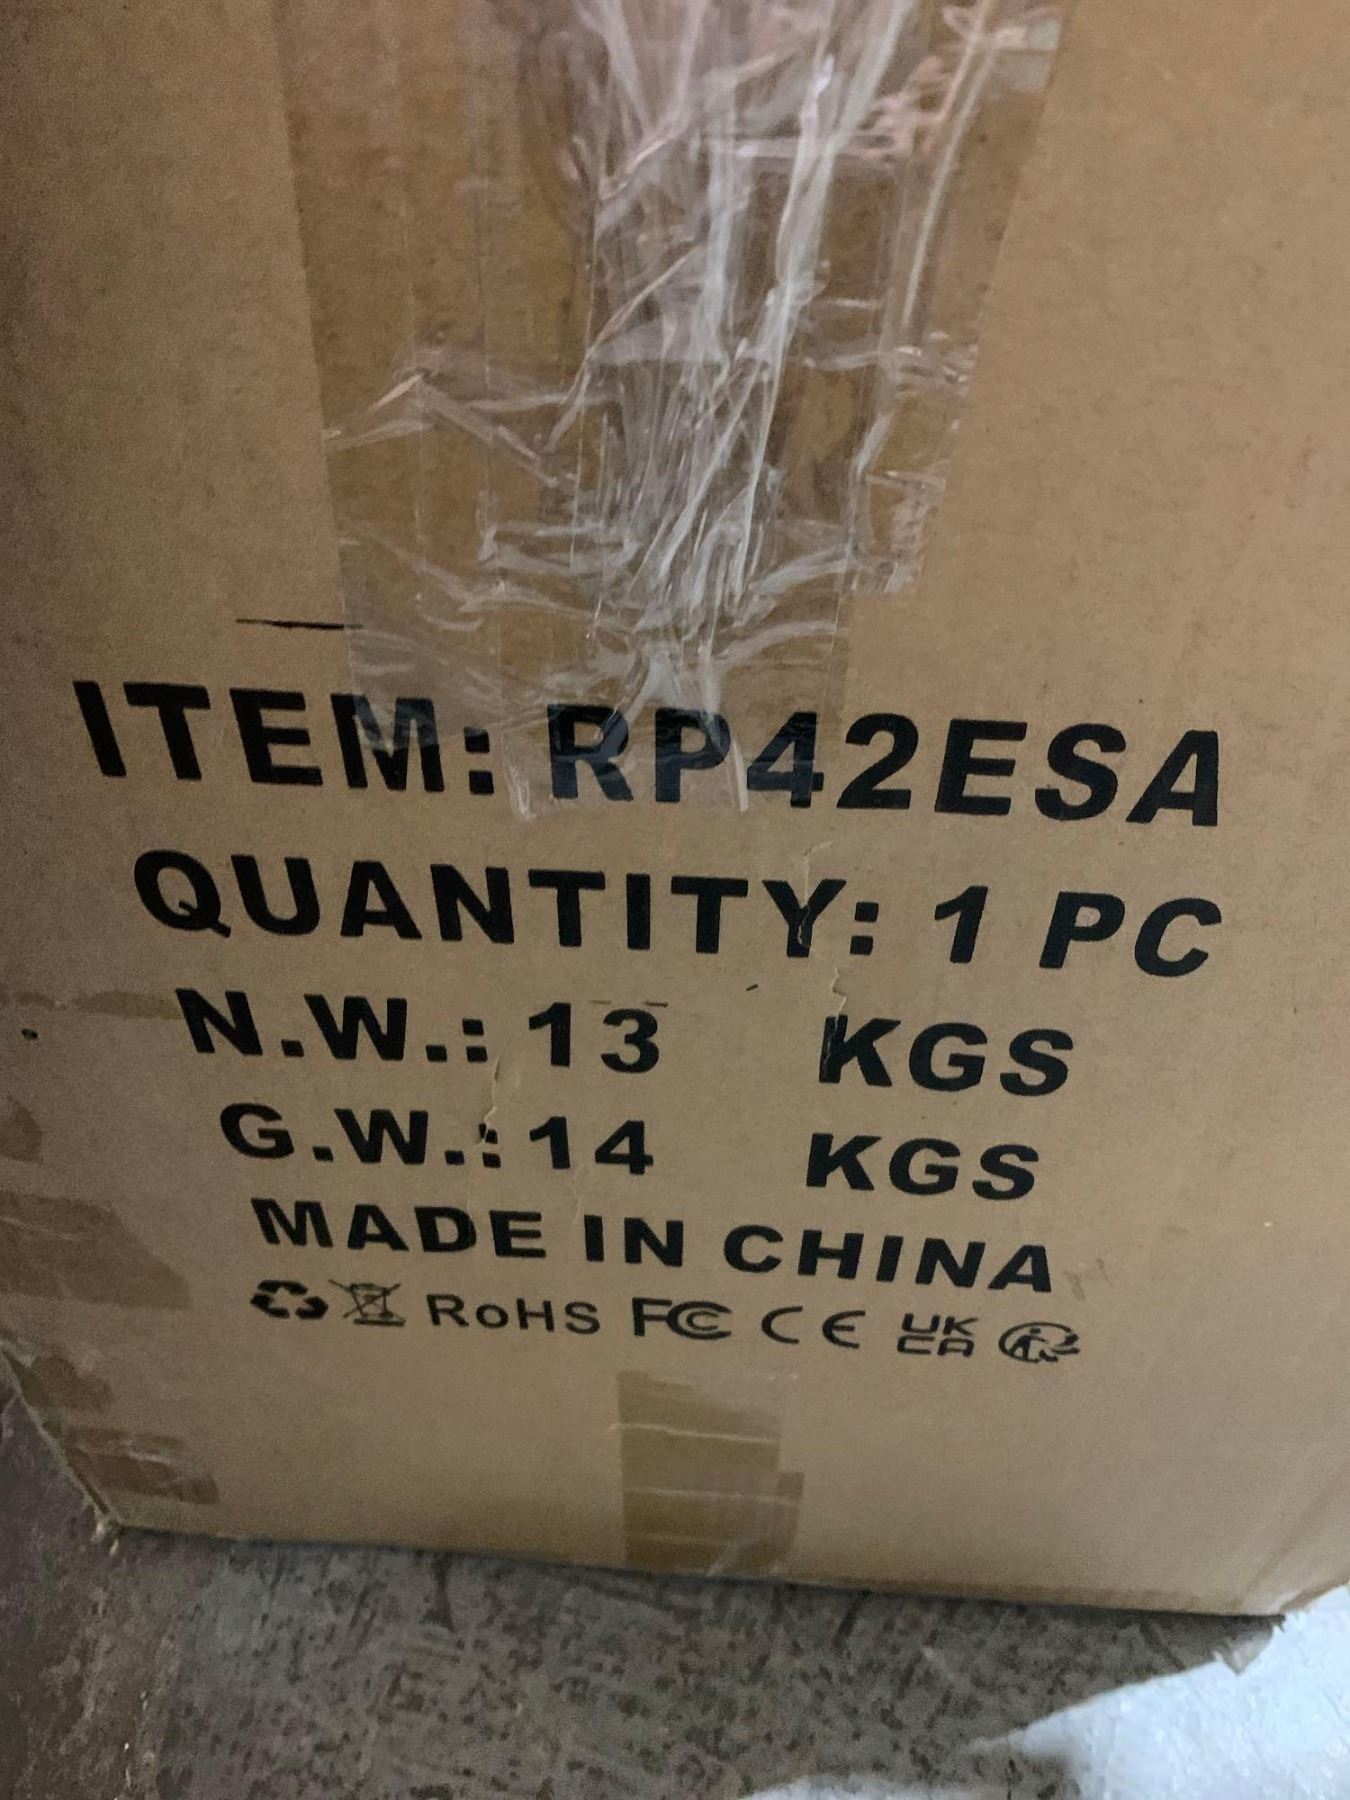 ITEM: RP42ESA
QUANTITY: 1 PC
N.W.: 13 KGS
G.W.: 14 KGS
MADE IN CHINA
RoHS FC CE UK CA